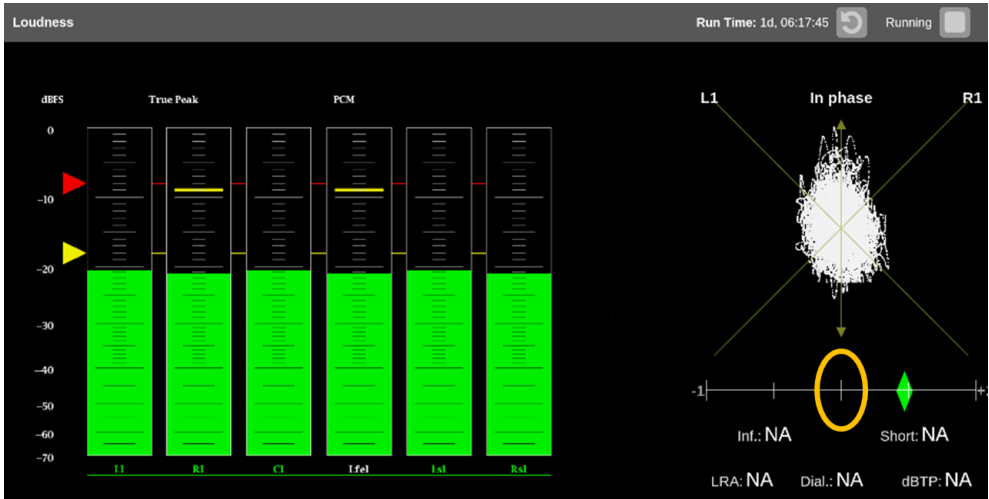 Loudness
Run Time: 1d, 06:17:45
Running
dBFS
True Peak
PCM
0
-10
-20
-30
-40
-50
-60
-70
L1
R1
C1
Lfe1
Ls1
Rs1
L1
In phase
R1
-1
Inf.: NA
Short: NA
LRA: NA
Dial.: NA
dBTP: NA